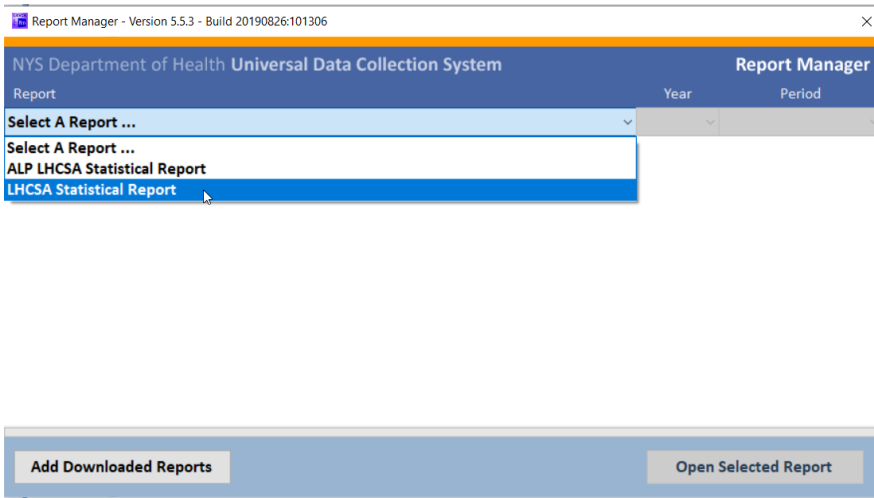 Report Manager - Version 5.5.3 - Build 20190826:101306
NYS Department of Health Universal Data Collection System Report Manager
Report Year Period
Select A Report ...
Select A Report ...
ALP LHCSA Statistical Report
LHCSA Statistical Report
Add Downloaded Reports Open Selected Report